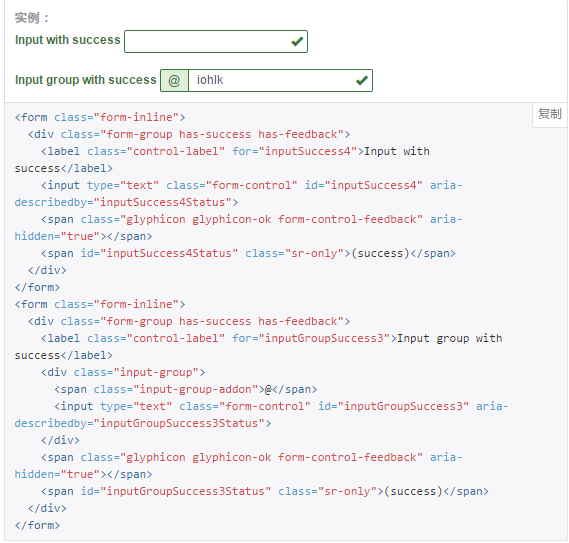 实例：
Input with success
Input group with success @ iohlk
复制
<form class="form-inline">
  <div class="form-group has-success has-feedback">
    <label class="control-label" for="inputSuccess4">Input with
success</label>
    <input type="text" class="form-control" id="inputSuccess4" aria-
describedby="inputSuccess4Status">
    <span class="glyphicon glyphicon-ok form-control-feedback" aria-
hidden="true"></span>
    <span id="inputSuccess4Status" class="sr-only">(success)</span>
  </div>
</form>
<form class="form-inline">
  <div class="form-group has-success has-feedback">
    <label class="control-label" for="inputGroupSuccess3">Input group with
success</label>
    <div class="input-group">
      <span class="input-group-addon">@</span>
      <input type="text" class="form-control" id="inputGroupSuccess3" aria-
describedby="inputGroupSuccess3Status">
    </div>
    <span class="glyphicon glyphicon-ok form-control-feedback" aria-
hidden="true"></span>
    <span id="inputGroupSuccess3Status" class="sr-only">(success)</span>
  </div>
</form>